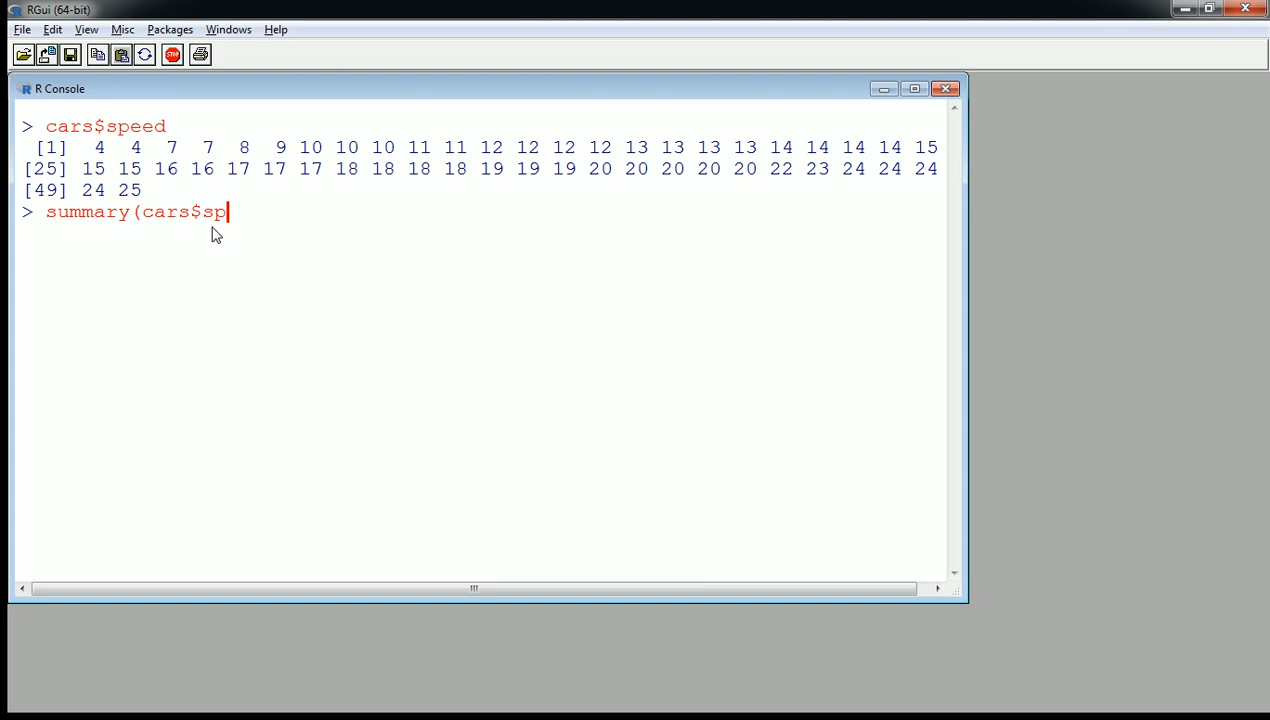 RGui (64-bit)
File Edit View Misc Packages Windows Help
STOP
R Console
> cars$speed
[1] 4 4 7 7 8 9 10 10 10 11 11 12 12 12 12 13 13 13 13 14 14 14 14 15
[25] 15 15 16 16 17 17 17 18 18 18 18 19 19 19 20 20 20 20 20 22 23 24 24 24
[49] 24 25
> summary(cars$sp